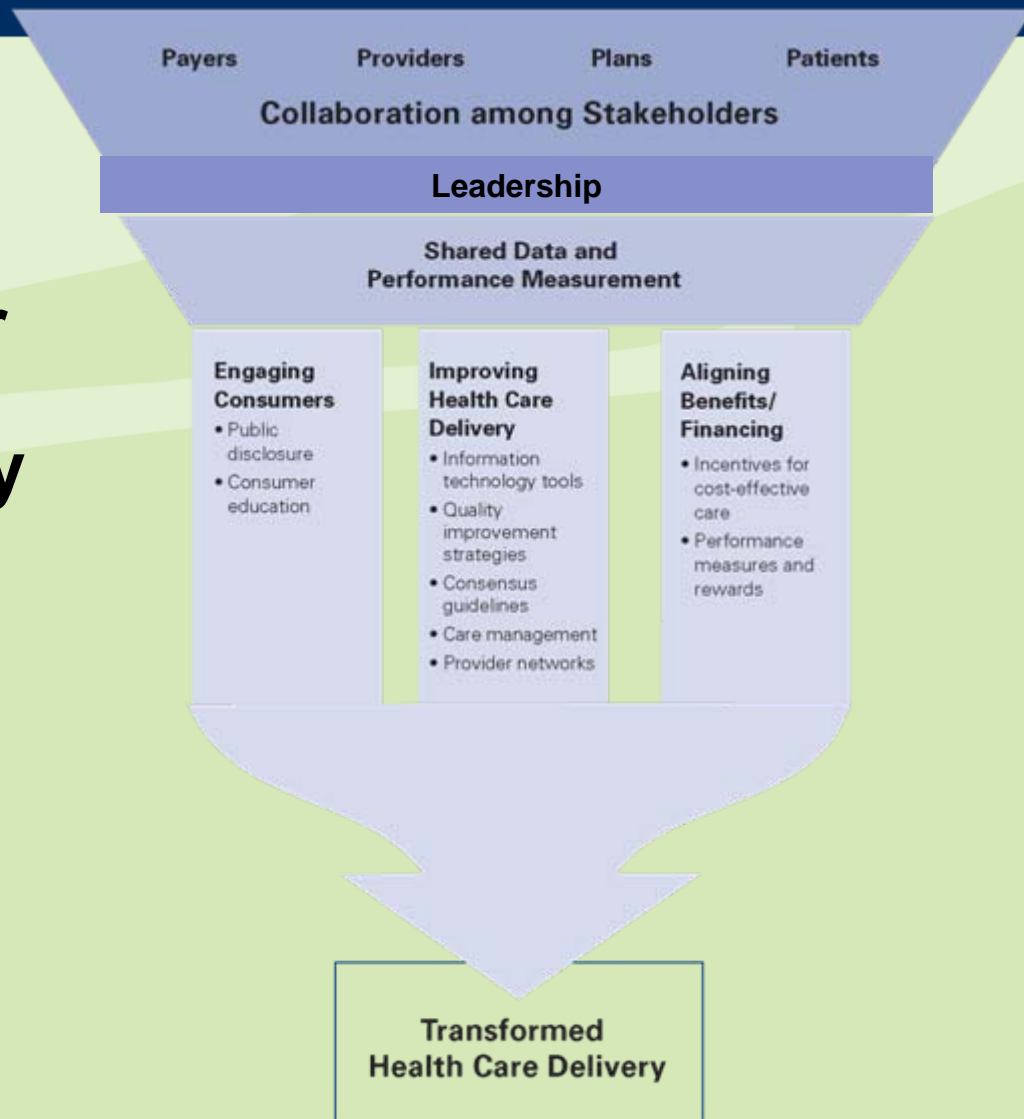 Payers Providers Plans Patients
Collaboration among Stakeholders
Leadership
Shared Data and
Performance Measurement
Engaging
Consumers
• Public
disclosure
• Consumer
education
Improving
Health Care
Delivery
• Information
technology tools
• Quality
improvement
strategies
• Consensus
guidelines
• Care management
• Provider networks
Aligning
Benefits/
Financing
• Incentives for
cost-effective
care
• Performance
measures and
rewards
Transformed
Health Care Delivery